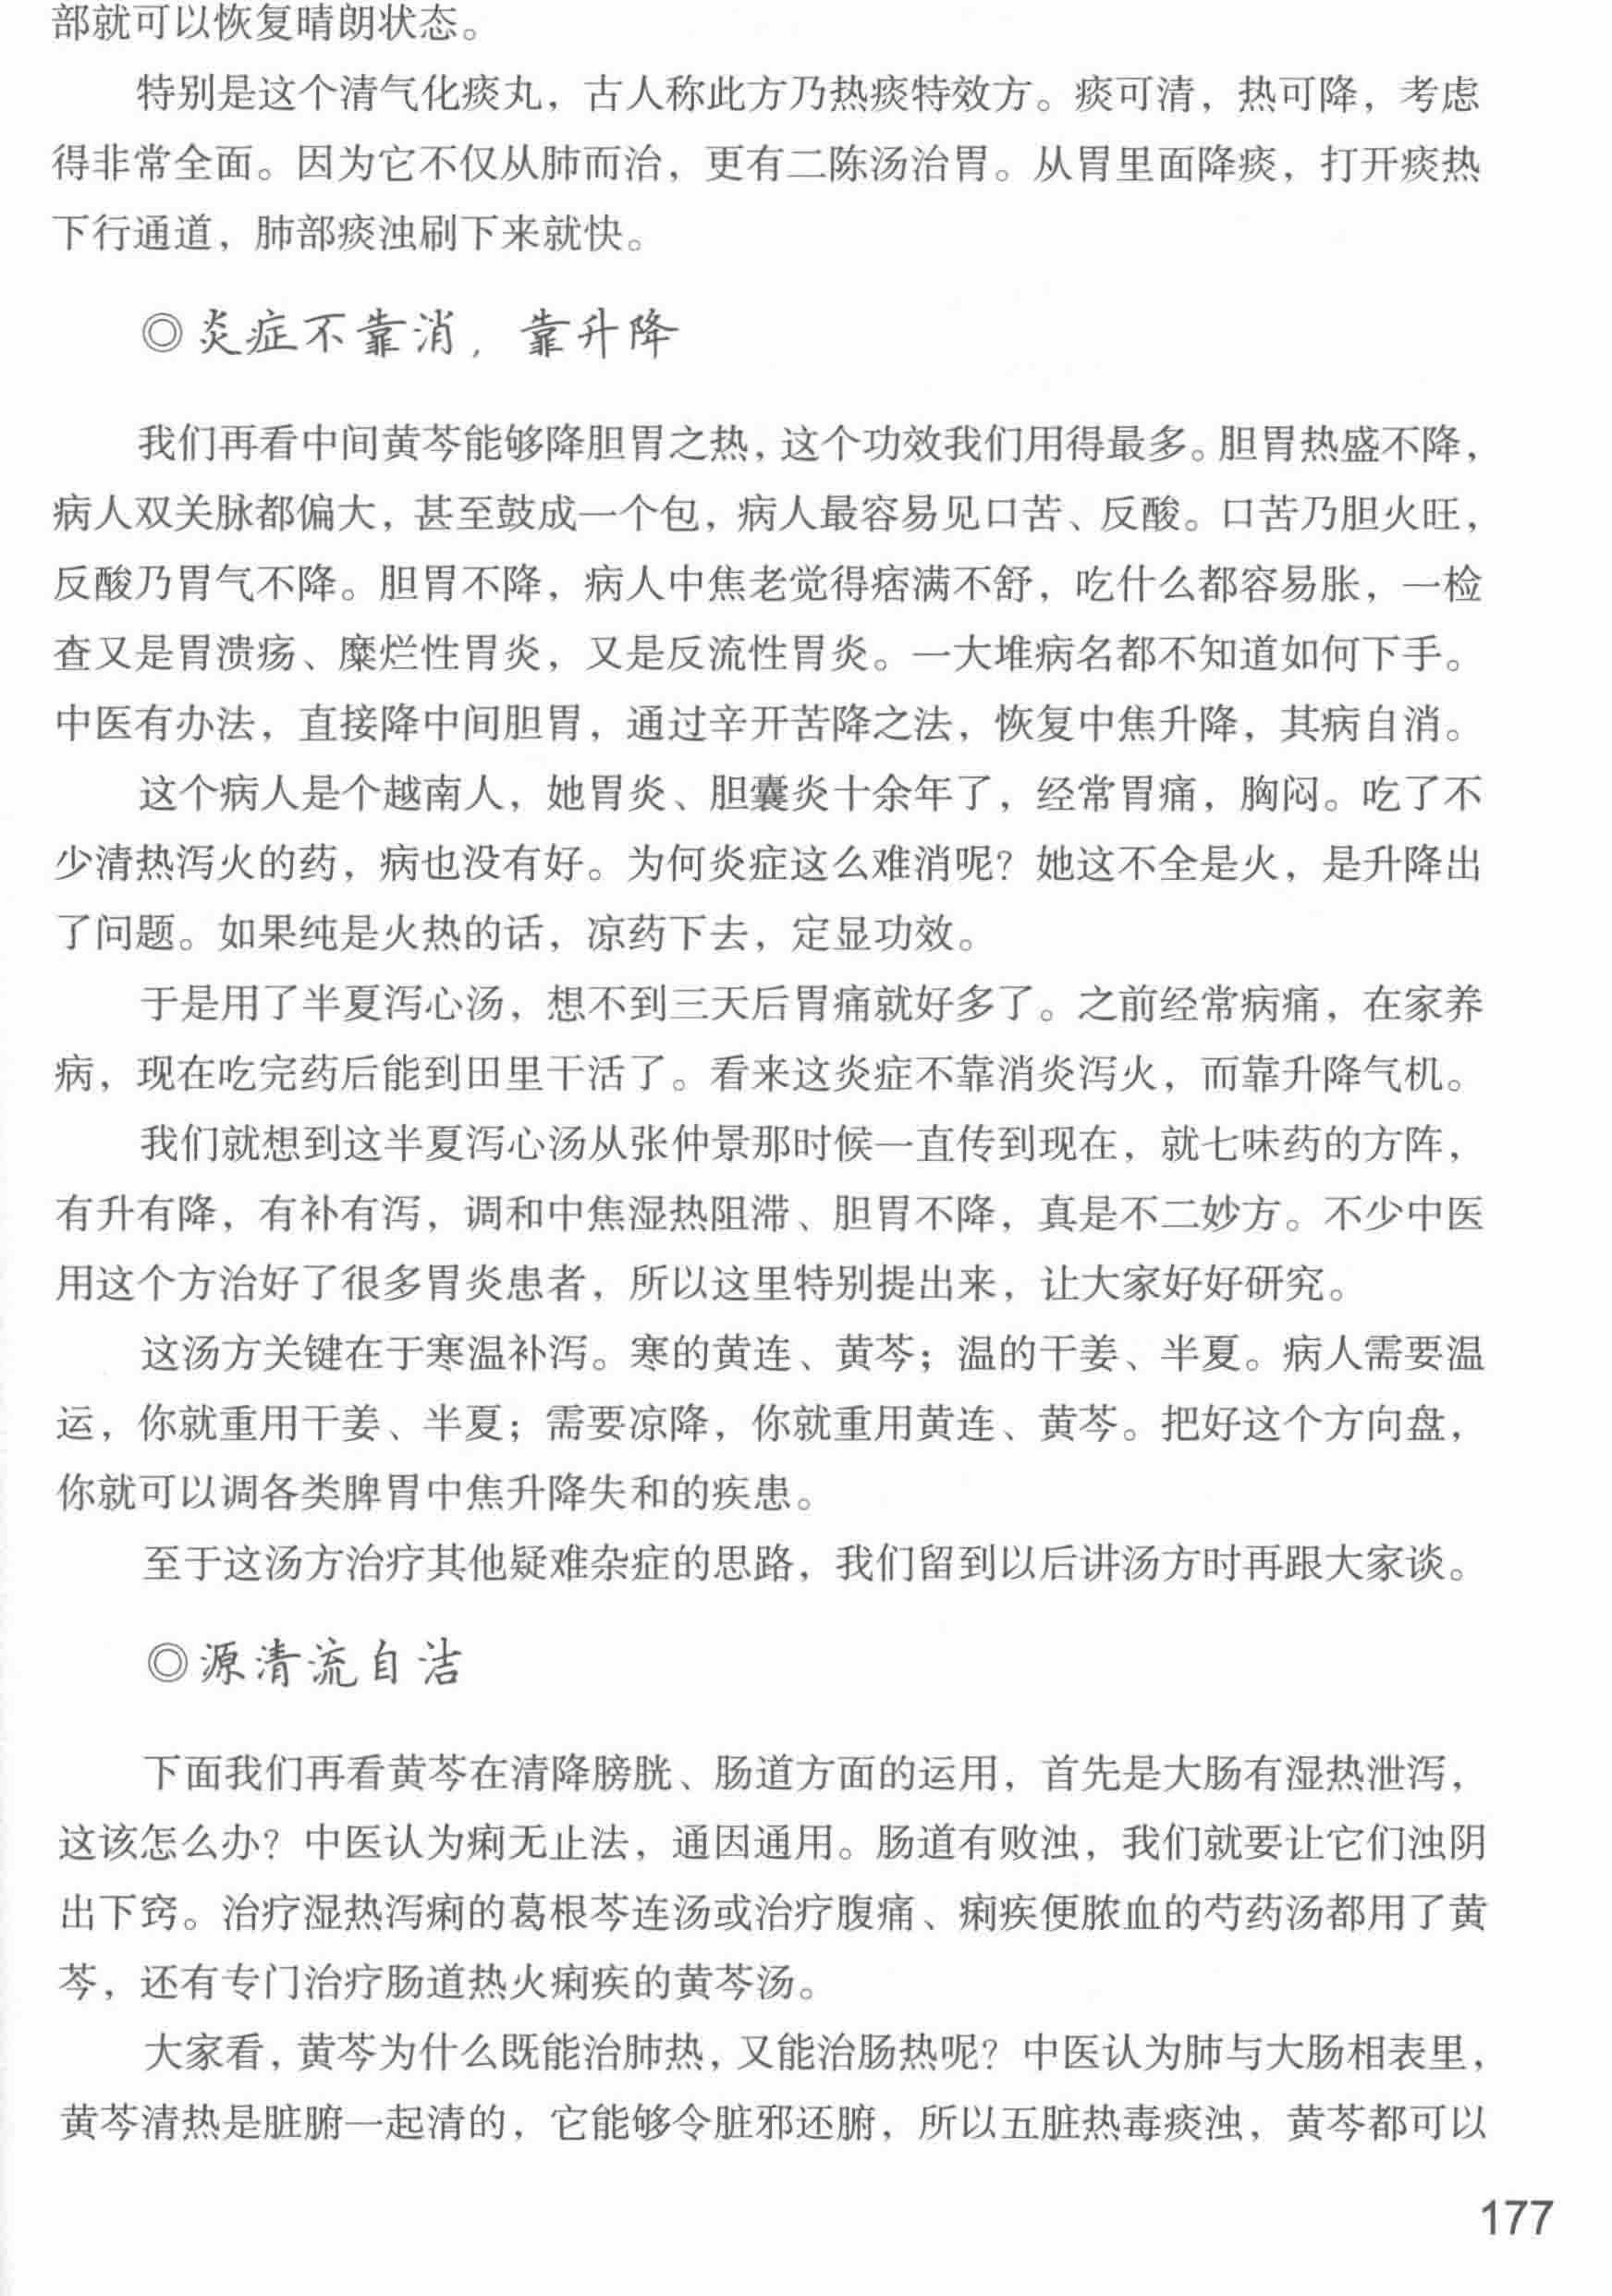 部就可以恢复晴朗状态。
特别是这个清气化痰丸，古人称此方乃热痰特效方。痰可清，热可降，考虑
得非常全面。因为它不仅从肺而治，更有二陈汤治胃。从胃里面降痰，打开痰热
下行通道，肺部痰浊刷下来就快。
◎炎症不靠消，靠升降
我们再看中间黄芩能够降胆胃之热，这个功效我们用得最多。胆胃热盛不降，
病人双关脉都偏大，甚至鼓成一个包，病人最容易见口苦、反酸。口苦乃胆火旺，
反酸乃胃气不降。胆胃不降，病人中焦老觉得痞满不舒，吃什么都容易胀，一检
查又是胃溃疡、糜烂性胃炎，又是反流性胃炎。一大堆病名都不知道如何下手。
中医有办法，直接降中间胆胃，通过辛开苦降之法，恢复中焦升降，其病自消。
这个病人是个越南人，她胃炎、胆囊炎十余年了，经常胃痛，胸闷。吃了不
少清热泻火的药，病也没有好。为何炎症这么难消呢？她这不全是火，是升降出
了问题。如果纯是火热的话，凉药下去，定显功效。
于是用了半夏泻心汤，想不到三天后胃痛就好多了。之前经常病痛，在家养
病，现在吃完药后能到田里干活了。看来这炎症不靠消炎泻火，而靠升降气机。
我们就想到这半夏泻心汤从张仲景那时候一直传到现在，就七味药的方阵，
有升有降，有补有泻，调和中焦湿热阻滞、胆胃不降，真是不二妙方。不少中医
用这个方治好了很多胃炎患者，所以这里特别提出来，让大家好好研究。
这汤方关键在于寒温补泻。寒的黄连、黄芩；温的干姜、半夏。病人需要温
运，你就重用干姜、半夏；需要凉降，你就重用黄连、黄芩。把好这个方向盘，
你就可以调各类脾胃中焦升降失和的疾患。
至于这汤方治疗其他疑难杂症的思路，我们留到以后讲汤方时再跟大家谈。
◎源清流自洁
下面我们再看黄芩在清降膀胱、肠道方面的运用，首先是大肠有湿热泄泻，
这该怎么办？中医认为痢无止法，通因通用。肠道有败浊，我们就要让它们浊阴
出下窍。治疗湿热泻痢的葛根芩连汤或治疗腹痛、痢疾便脓血的芍药汤都用了黄
芩，还有专门治疗肠道热火痢疾的黄芩汤。
大家看，黄芩为什么既能治肺热，又能治肠热呢？中医认为肺与大肠相表里，
黄芩清热是脏腑一起清的，它能够令脏邪还腑，所以五脏热毒痰浊，黄芩都可以
177